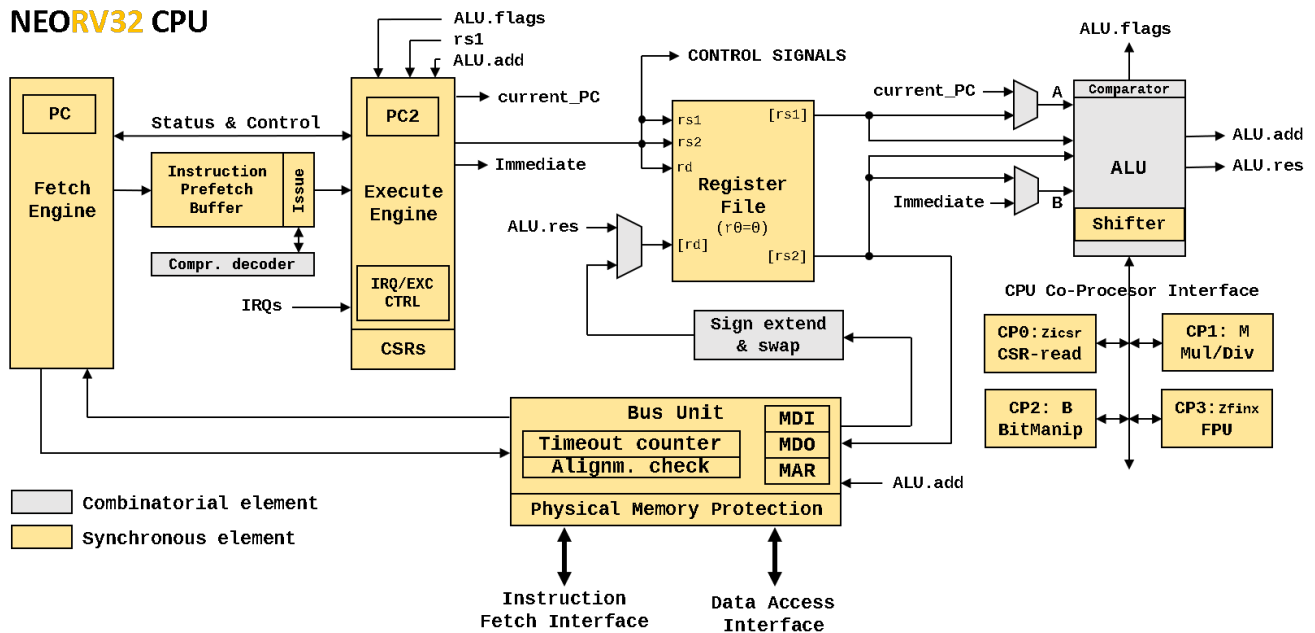 NEORV32 CPU
ALU.flags
rs1
ALU.add
CONTROL SIGNALS
ALU.flags
PC
Status & Control
PC2
current_PC
current_PC
A
Comparator
Fetch
Engine
Instruction
Prefetch
Buffer
Issue
Execute
Engine
Immediate
rs1
rs2
rd
[rs1]
Register
File
(r0=0)
[rd]
[rs2]
ALU.res
Immediate
B
ALU
Shifter
ALU.add
ALU.res
Compr. decoder
IRQs
IRQ/EXC
CTRL
CSRs
Sign extend
& swap
CPU Co-Procesor Interface
CP0: Zicsr
CSR-read
CP1: M
Mul/Div
CP2: B
BitManip
CP3: Zfinx
FPU
Bus Unit
Timeout counter
Alignm. check
MDI
MDO
MAR
ALU.add
Physical Memory Protection
Combinatorial element
Synchronous element
Instruction
Fetch Interface
Data Access
Interface